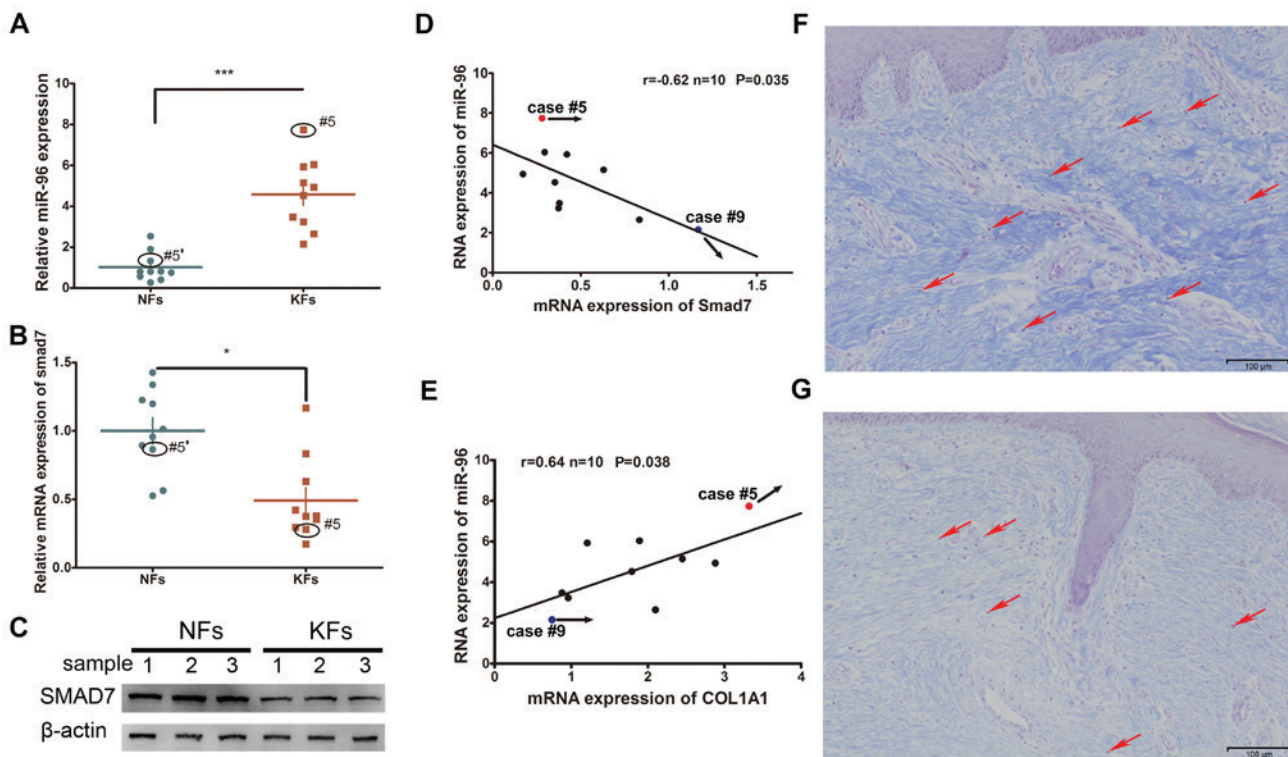 A
Relative miR-96 expression
10
8
6
4
2
0
***
#5
#5'
NFs KFs
B
Relative mRNA expression of smad7
1.5
1.0
0.5
0.0
*
#5'
#5
NFs KFs
C
NFs KFs
sample 1 2 3 1 2 3
SMAD7
β-actin
D
RNA expression of miR-96
10
8
6
4
2
0
r=-0.62 n=10 P=0.035
case #5
case #9
0.0 0.5 1.0 1.5
mRNA expression of Smad7
E
RNA expression of miR-96
10
8
6
4
2
0
r=0.64 n=10 P=0.038
case #5
case #9
0 1 2 3 4
mRNA expression of COL1A1
F
100 μm
G
100 μm